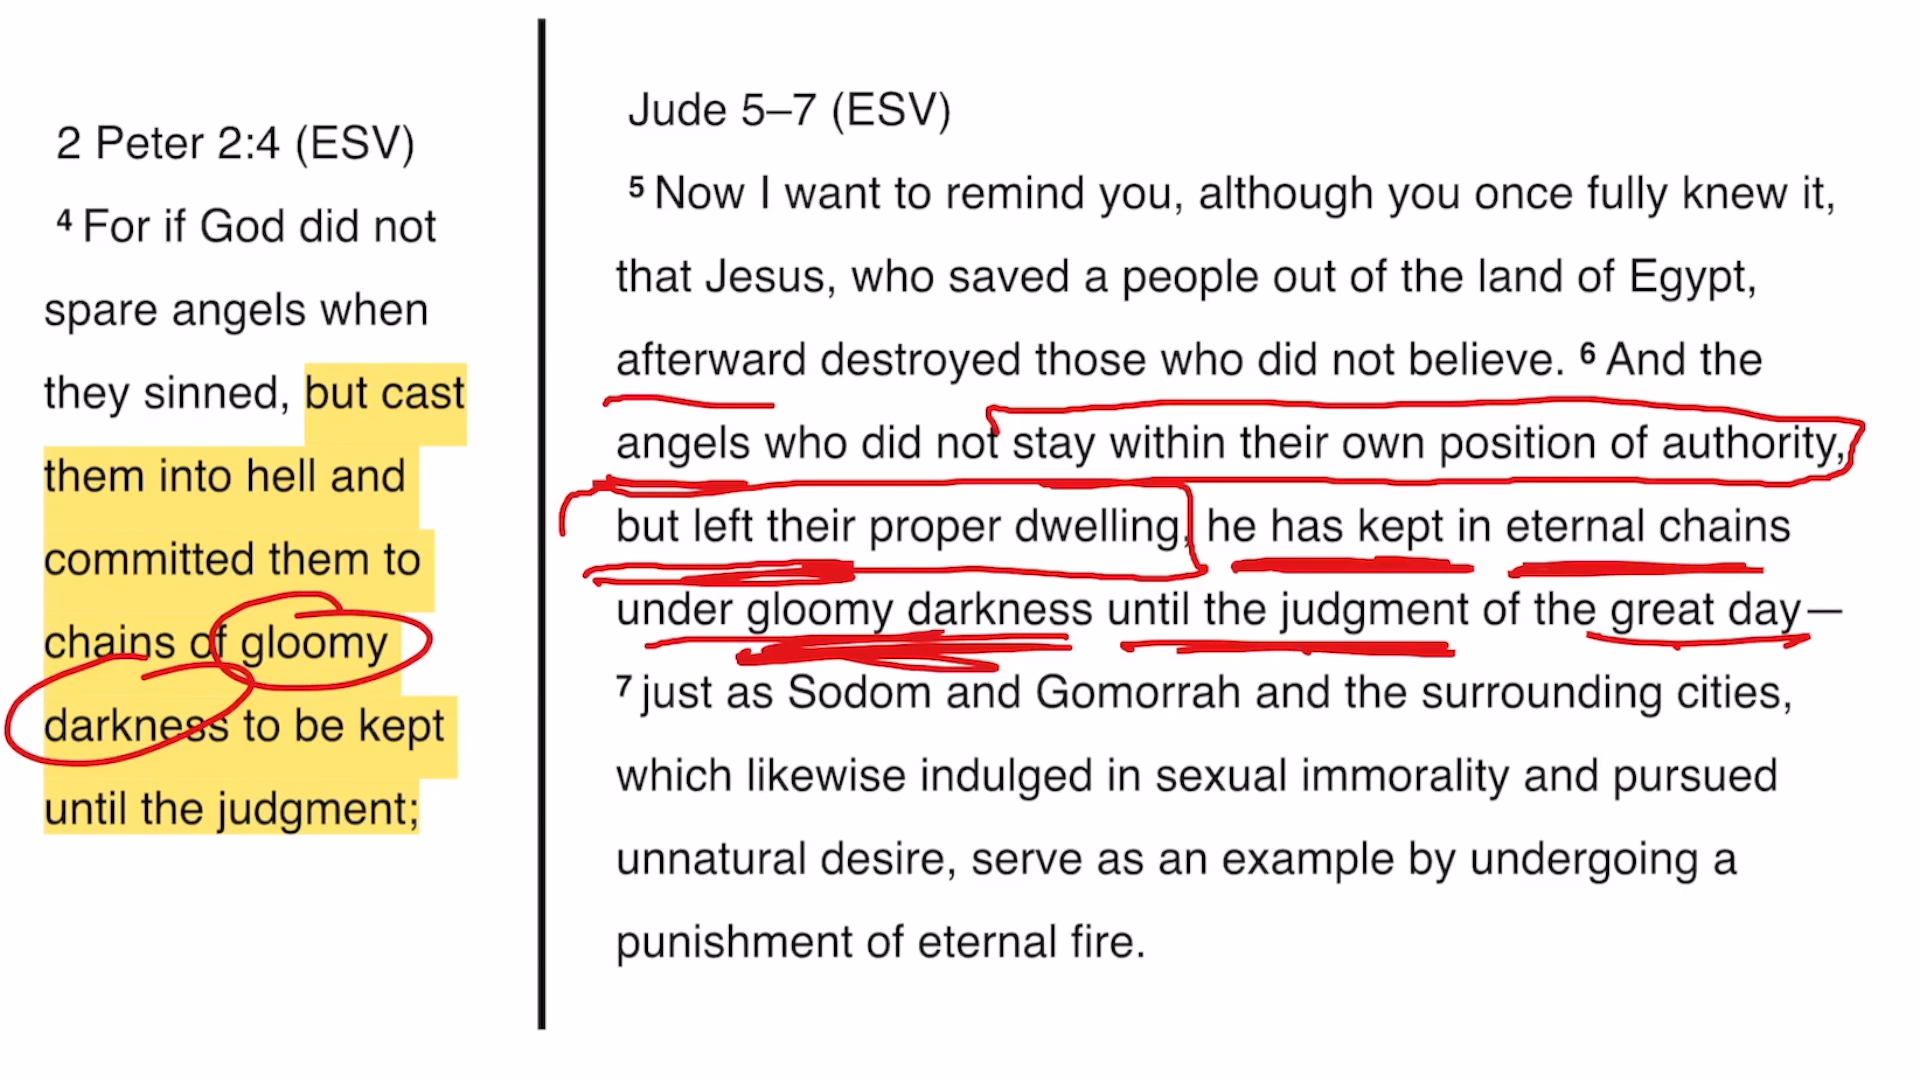 2 Peter 2:4 (ESV)
4 For if God did not
spare angels when
they sinned, but cast
them into hell and
committed them to
chains of gloomy
darkness to be kept
until the judgment;
Jude 5–7 (ESV)
5 Now I want to remind you, although you once fully knew it,
that Jesus, who saved a people out of the land of Egypt,
afterward destroyed those who did not believe. 6 And the
angels who did not stay within their own position of authority,
but left their proper dwelling, he has kept in eternal chains
under gloomy darkness until the judgment of the great day—
7 just as Sodom and Gomorrah and the surrounding cities,
which likewise indulged in sexual immorality and pursued
unnatural desire, serve as an example by undergoing a
punishment of eternal fire.